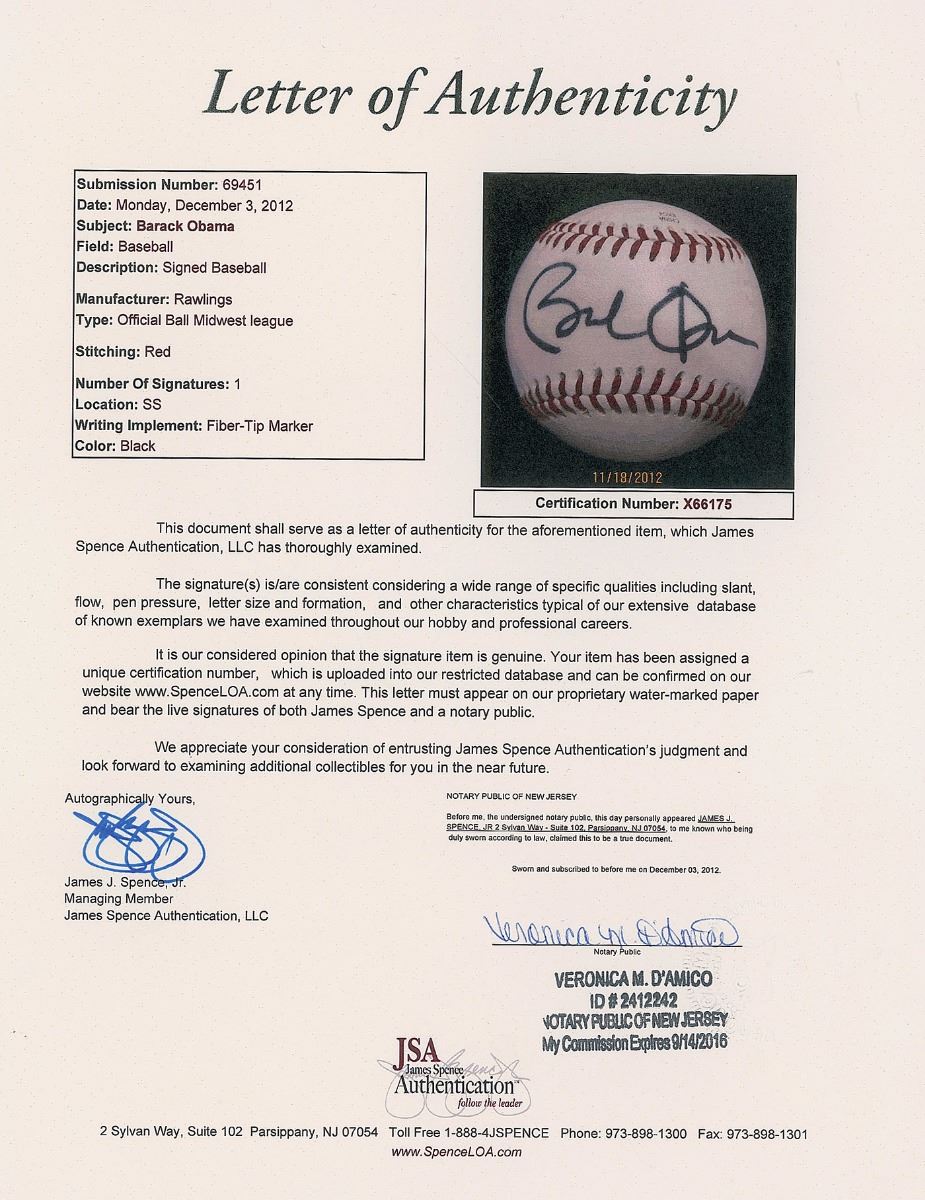 Letter of Authenticity
Submission Number: 69451
Date: Monday, December 3, 2012
Subject: Barack Obama
Field: Baseball
Description: Signed Baseball
Manufacturer: Rawlings
Type: Official Ball Midwest league
Stitching: Red
Number Of Signatures: 1
Location: SS
Writing Implement: Fiber-Tip Marker
Color: Black
11/18/2012
Certification Number: X66175
This document shall serve as a letter of authenticity for the aforementioned item, which James
Spence Authentication, LLC has thoroughly examined.
The signature(s) is/are consistent considering a wide range of specific qualities including slant,
flow, pen pressure, letter size and formation, and other characteristics typical of our extensive database
of known exemplars we have examined throughout our hobby and professional careers.
It is our considered opinion that the signature item is genuine. Your item has been assigned a
unique certification number, which is uploaded into our restricted database and can be confirmed on our
website www.SpenceLOA.com at any time. This letter must appear on our proprietary water-marked paper
and bear the live signatures of both James Spence and a notary public.
We appreciate your consideration of entrusting James Spence Authentication's judgment and
look forward to examining additional collectibles for you in the near future.
Autographically Yours,
James J. Spence, Jr.
Managing Member
James Spence Authentication, LLC
NOTARY PUBLIC OF NEW JERSEY
Before me, the undersigned notary public, this day personally appeared JAMES J.
SPENCE, JR 2 Sylvan Way - Suite 102, Parsippany, NJ 07054, to me known who being
duly sworn according to law, claimed this to be a true document.
Sworn and subscribed to before me on December 03, 2012.
Veronica M. D'Amico
Notary Public
VERONICA M. D'AMICO
ID # 2412242
NOTARY PUBLIC OF NEW JERSEY
My Commission Expires 9/14/2016
JSA
James Spence
Authentication™
follow the leader
2 Sylvan Way, Suite 102 Parsippany, NJ 07054 Toll Free 1-888-4JSPENCE Phone: 973-898-1300 Fax: 973-898-1301
www.SpenceLOA.com